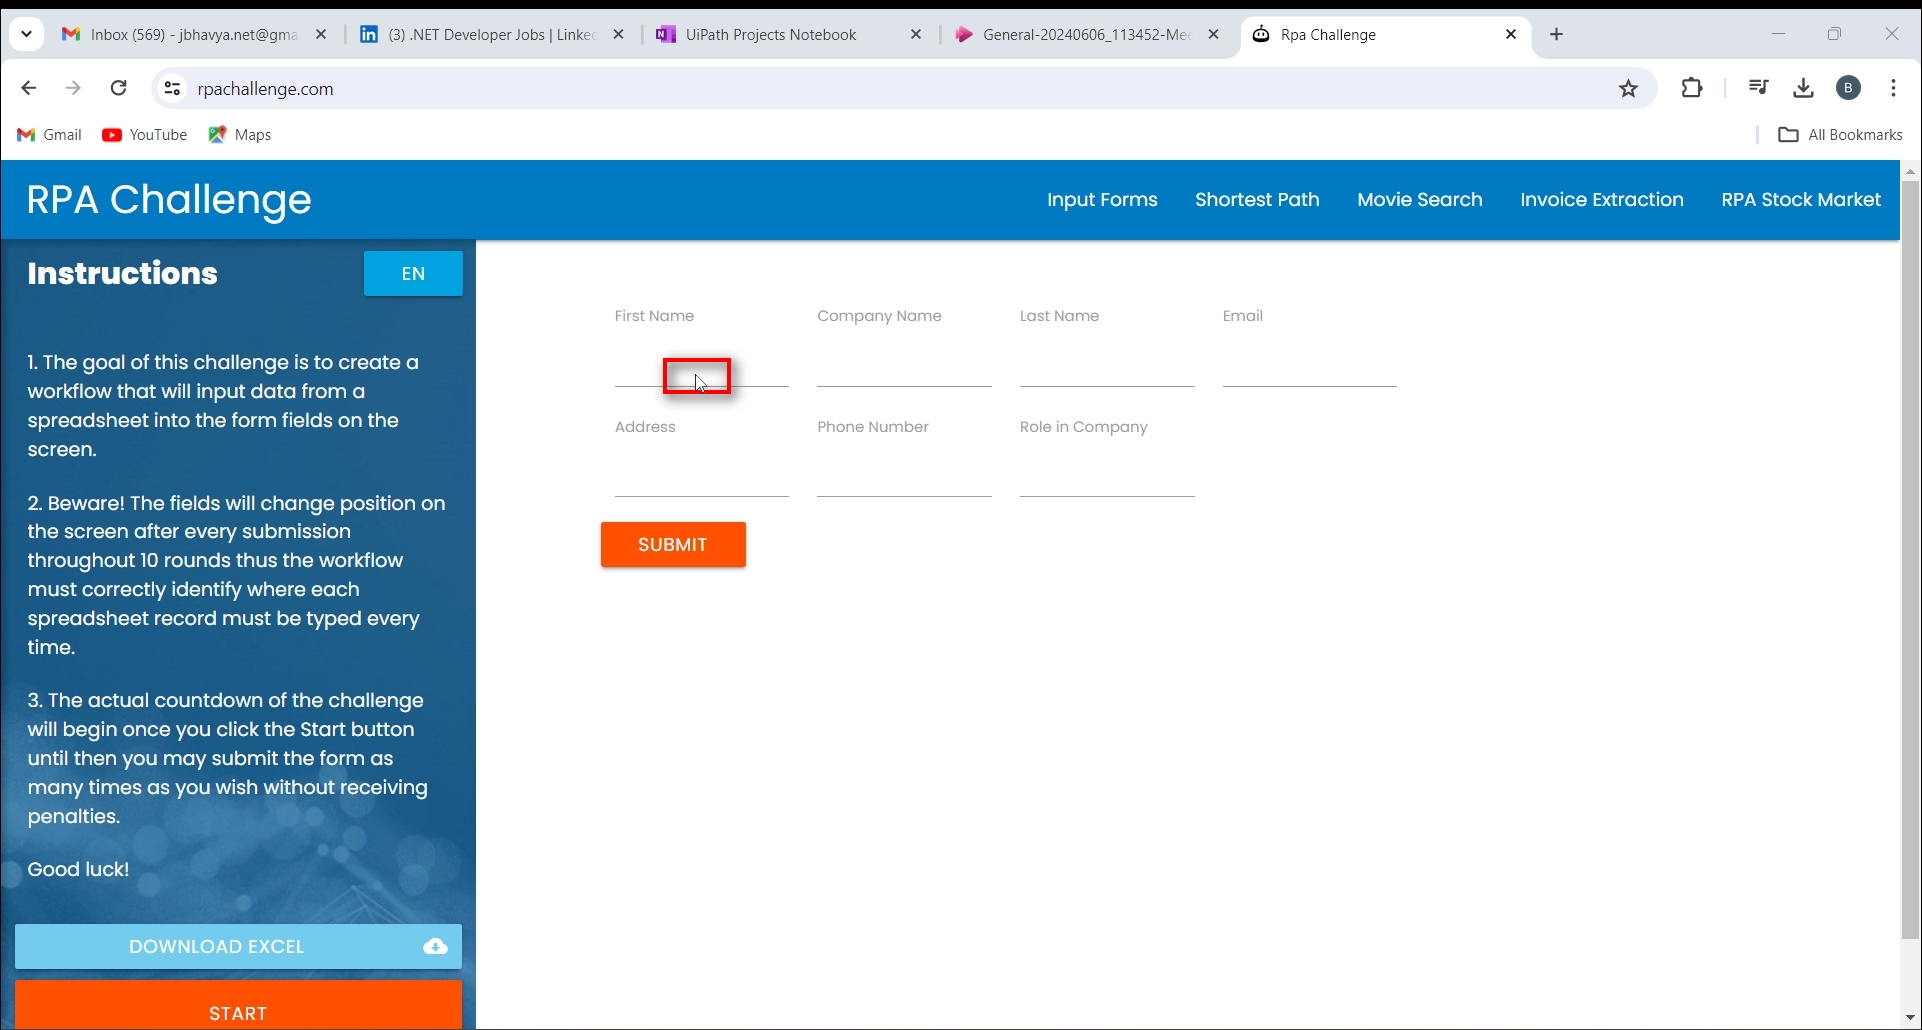 Inbox (569) - jbhavya.net@gma
(3) .NET Developer Jobs | Linke
UiPath Projects Notebook
General-20240606_113452-Mee
Rpa Challenge
rpachallenge.com
B
Gmail
YouTube
Maps
All Bookmarks
RPA Challenge
Input Forms
Shortest Path
Movie Search
Invoice Extraction
RPA Stock Market
Instructions
EN
1. The goal of this challenge is to create a
workflow that will input data from a
spreadsheet into the form fields on the
screen.
2. Beware! The fields will change position on
the screen after every submission
throughout 10 rounds thus the workflow
must correctly identify where each
spreadsheet record must be typed every
time.
3. The actual countdown of the challenge
will begin once you click the Start button
until then you may submit the form as
many times as you wish without receiving
penalties.
Good luck!
DOWNLOAD EXCEL
START
First Name
Company Name
Last Name
Email
Address
Phone Number
Role in Company
SUBMIT